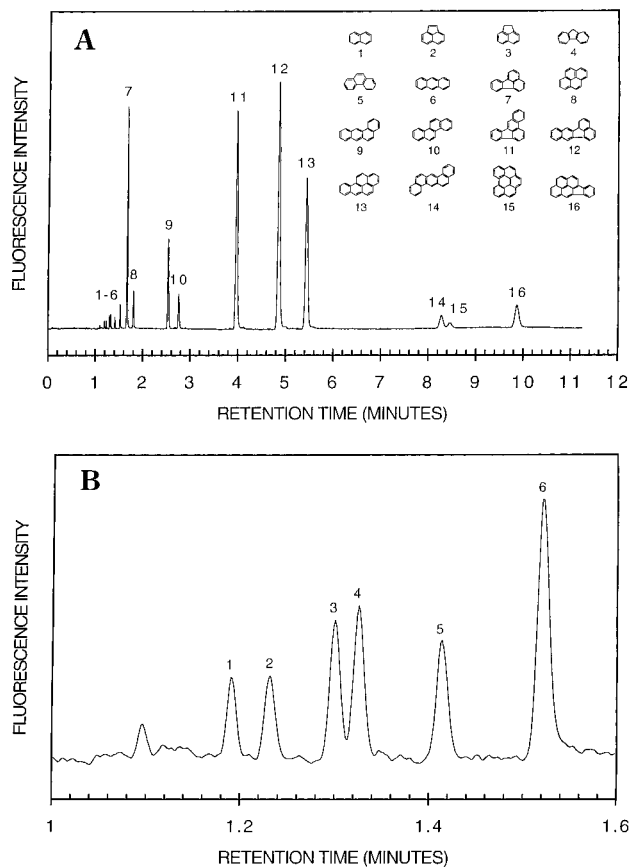 A
FLUORESCENCE INTENSITY
1 2 3 4
5 6 7 8
9 10 11 12
13 14 15 16
1-6
7
8
9
10
11
12
13
14
15
16
0 1 2 3 4 5 6 7 8 9 10 11 12
RETENTION TIME (MINUTES)
B
FLUORESCENCE INTENSITY
1
2
3
4
5
6
1 1.2 1.4 1.6
RETENTION TIME (MINUTES)